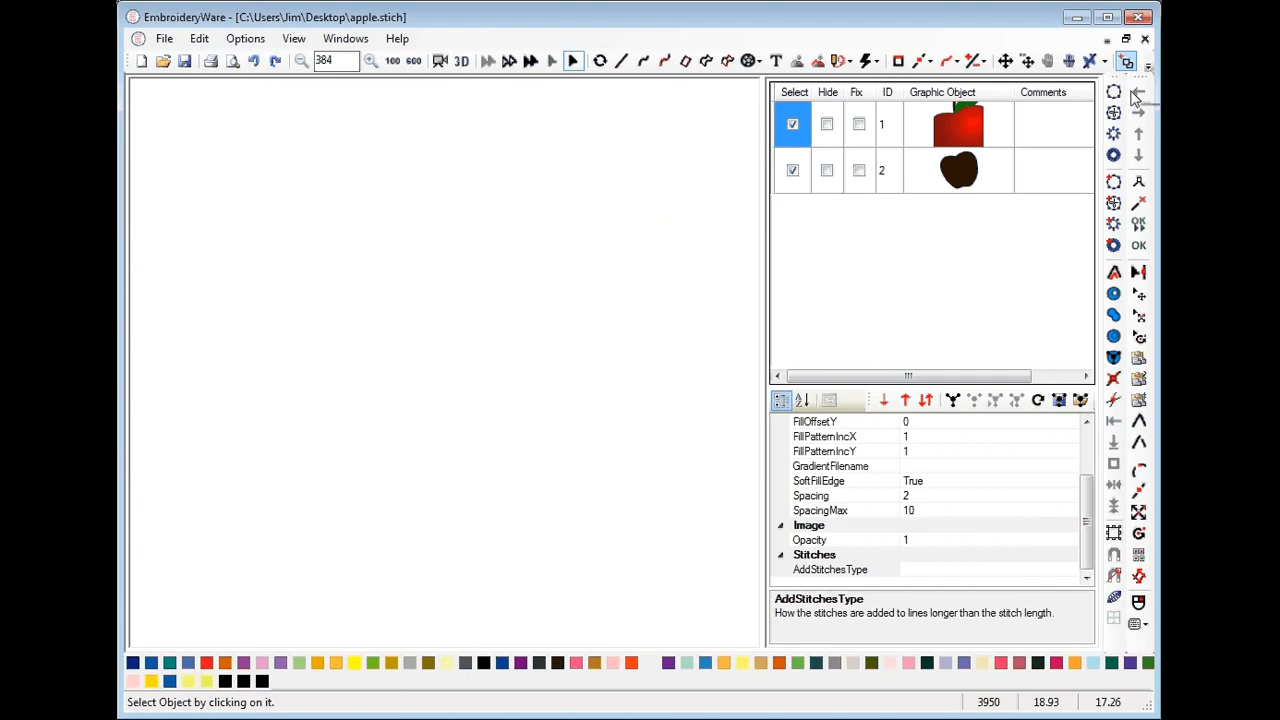 EmbroideryWare - [C:\Users\Jim\Desktop\apple.stich]
File Edit Options View Windows Help
384 100 600 3D T
Select Hide Fix ID Graphic Object Comments
1
2
OK
OK
FillOffsetY 0
FillPatternIncX 1
FillPatternIncY 1
GradientFilename
SoftFillEdge True
Spacing 2
SpacingMax 10
Image
Opacity 1
Stitches
AddStitchesType
AddStitchesType
How the stitches are added to lines longer than the stitch length.
Select Object by clicking on it. 3950 18.93 17.26